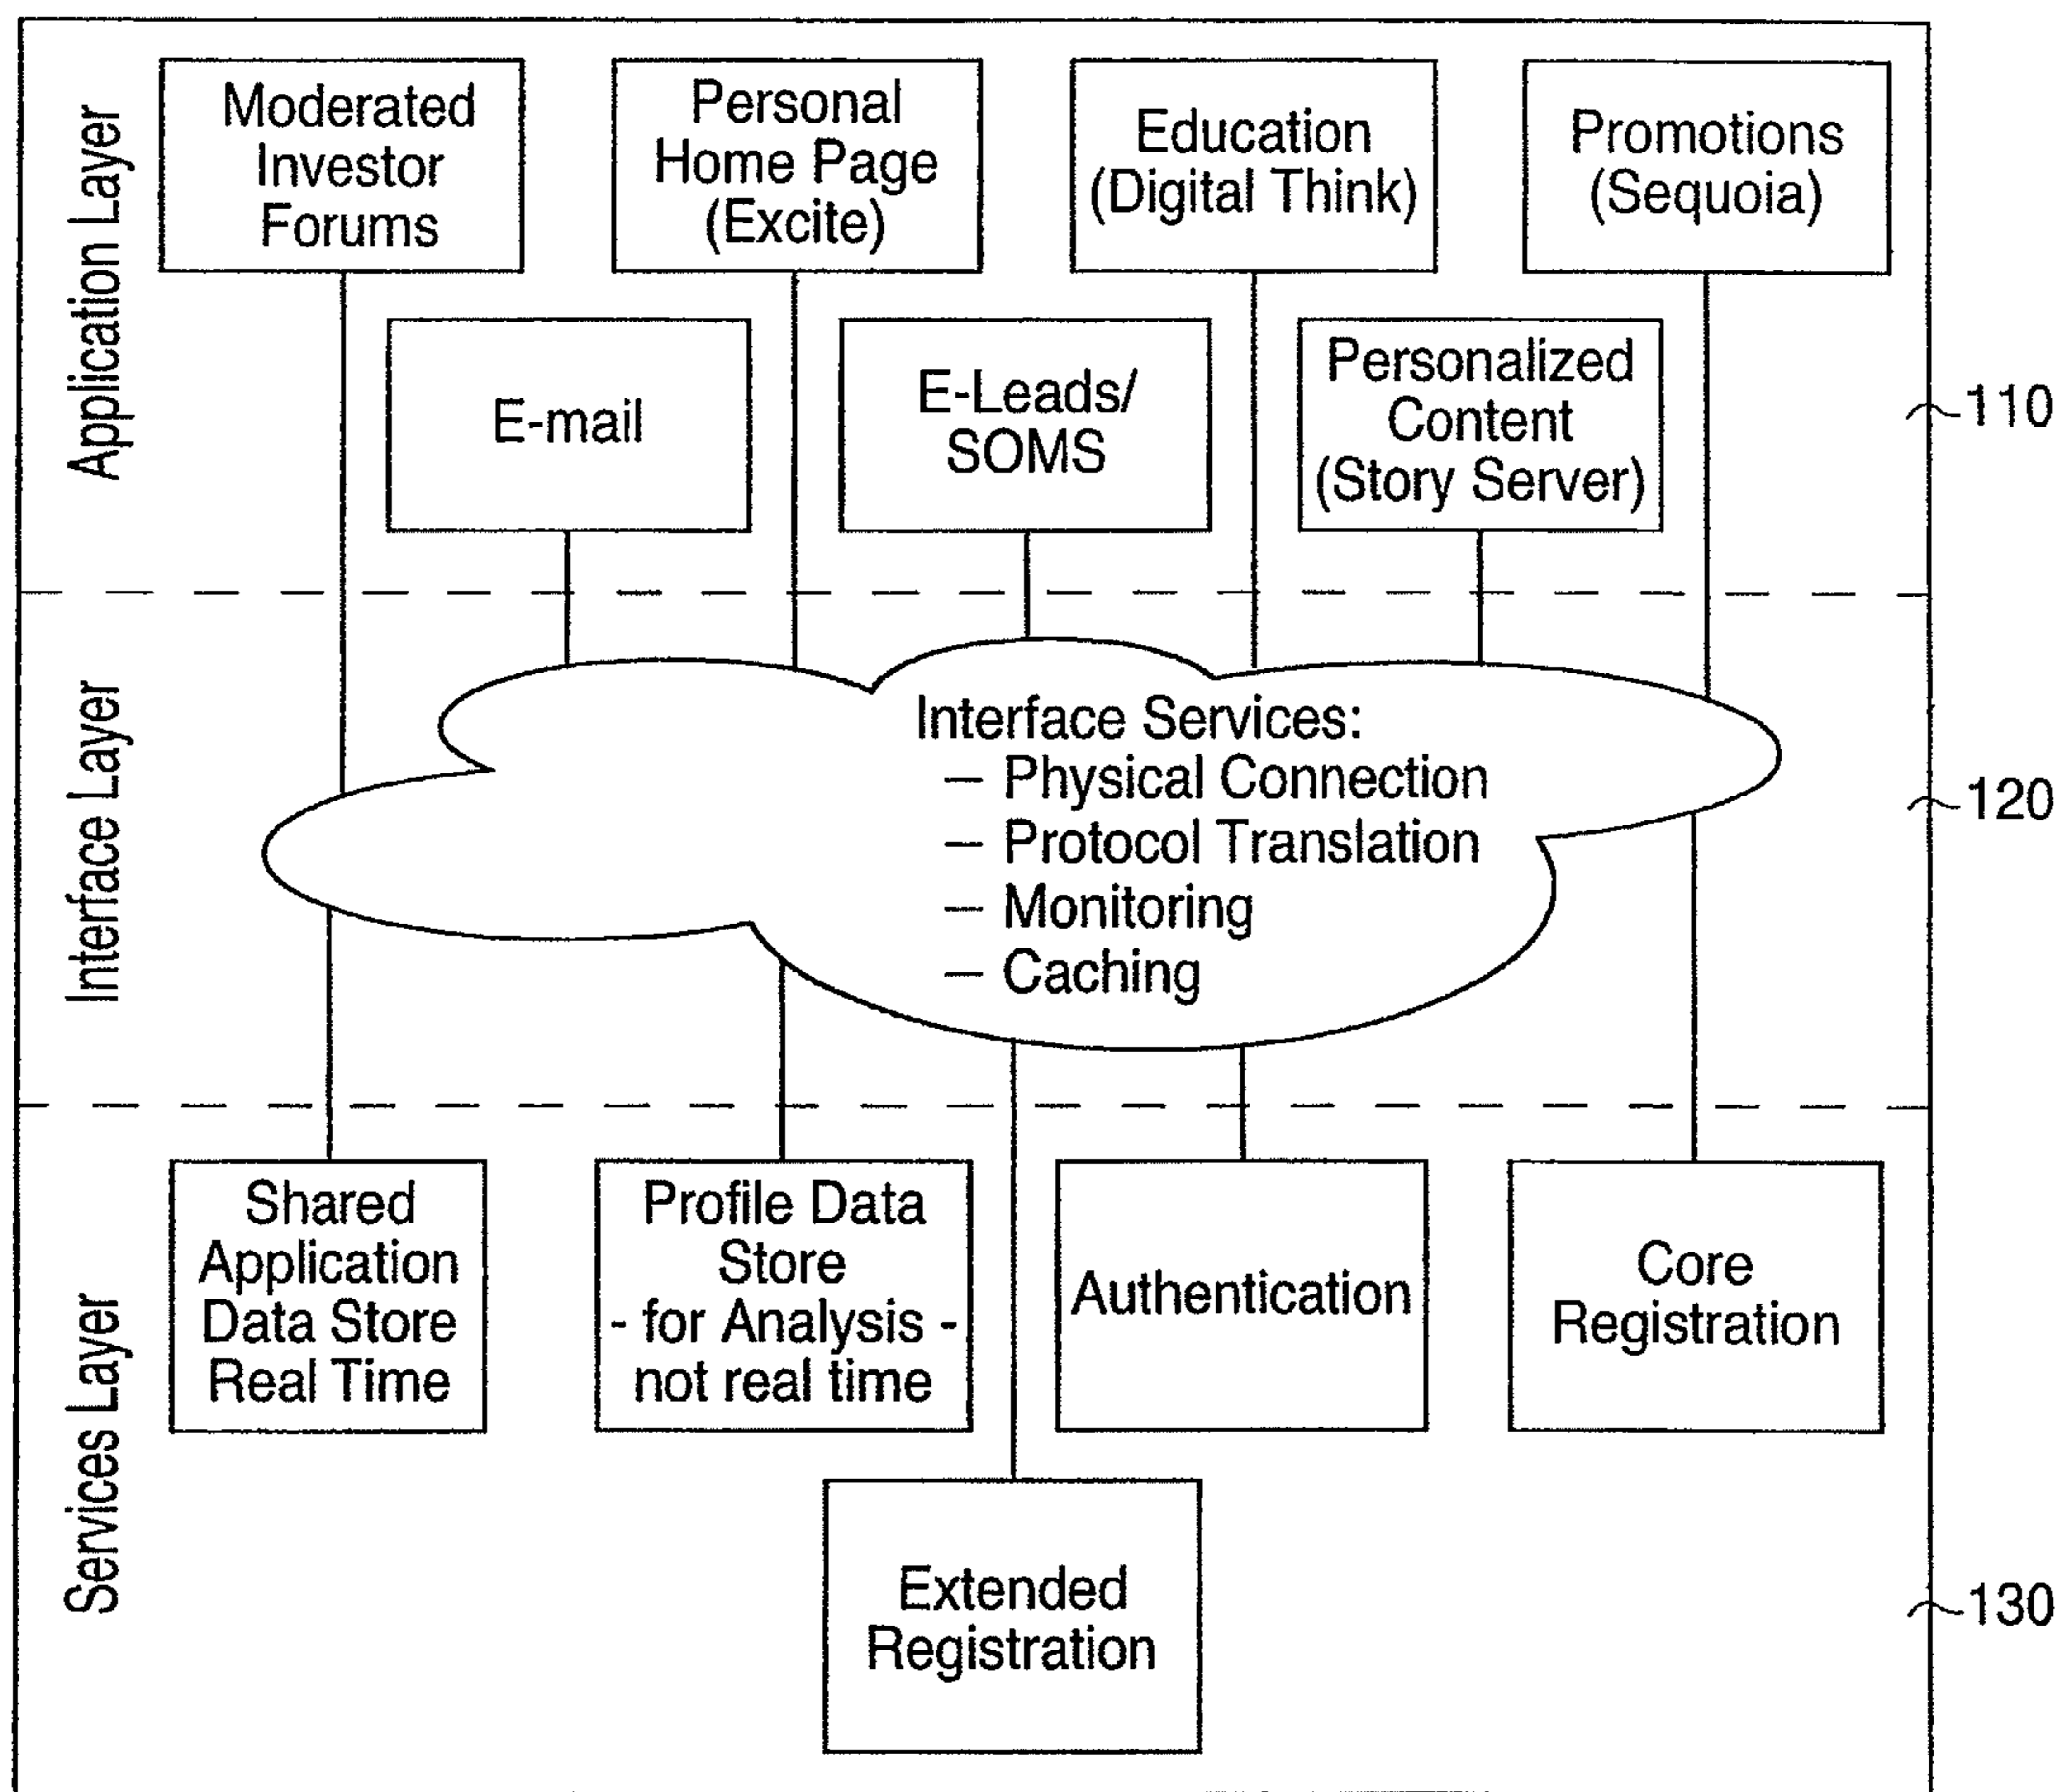 Application Layer
Moderated
Investor
Forums
Personal
Home Page
(Excite)
Education
(Digital Think)
Promotions
(Sequoia)
E-mail
E-Leads/
SOMS
Personalized
Content
(Story Server)
110
Interface Layer
Interface Services:
– Physical Connection
– Protocol Translation
– Monitoring
– Caching
120
Services Layer
Shared
Application
Data Store
Real Time
Profile Data
Store
- for Analysis -
not real time
Authentication
Core
Registration
Extended
Registration
130